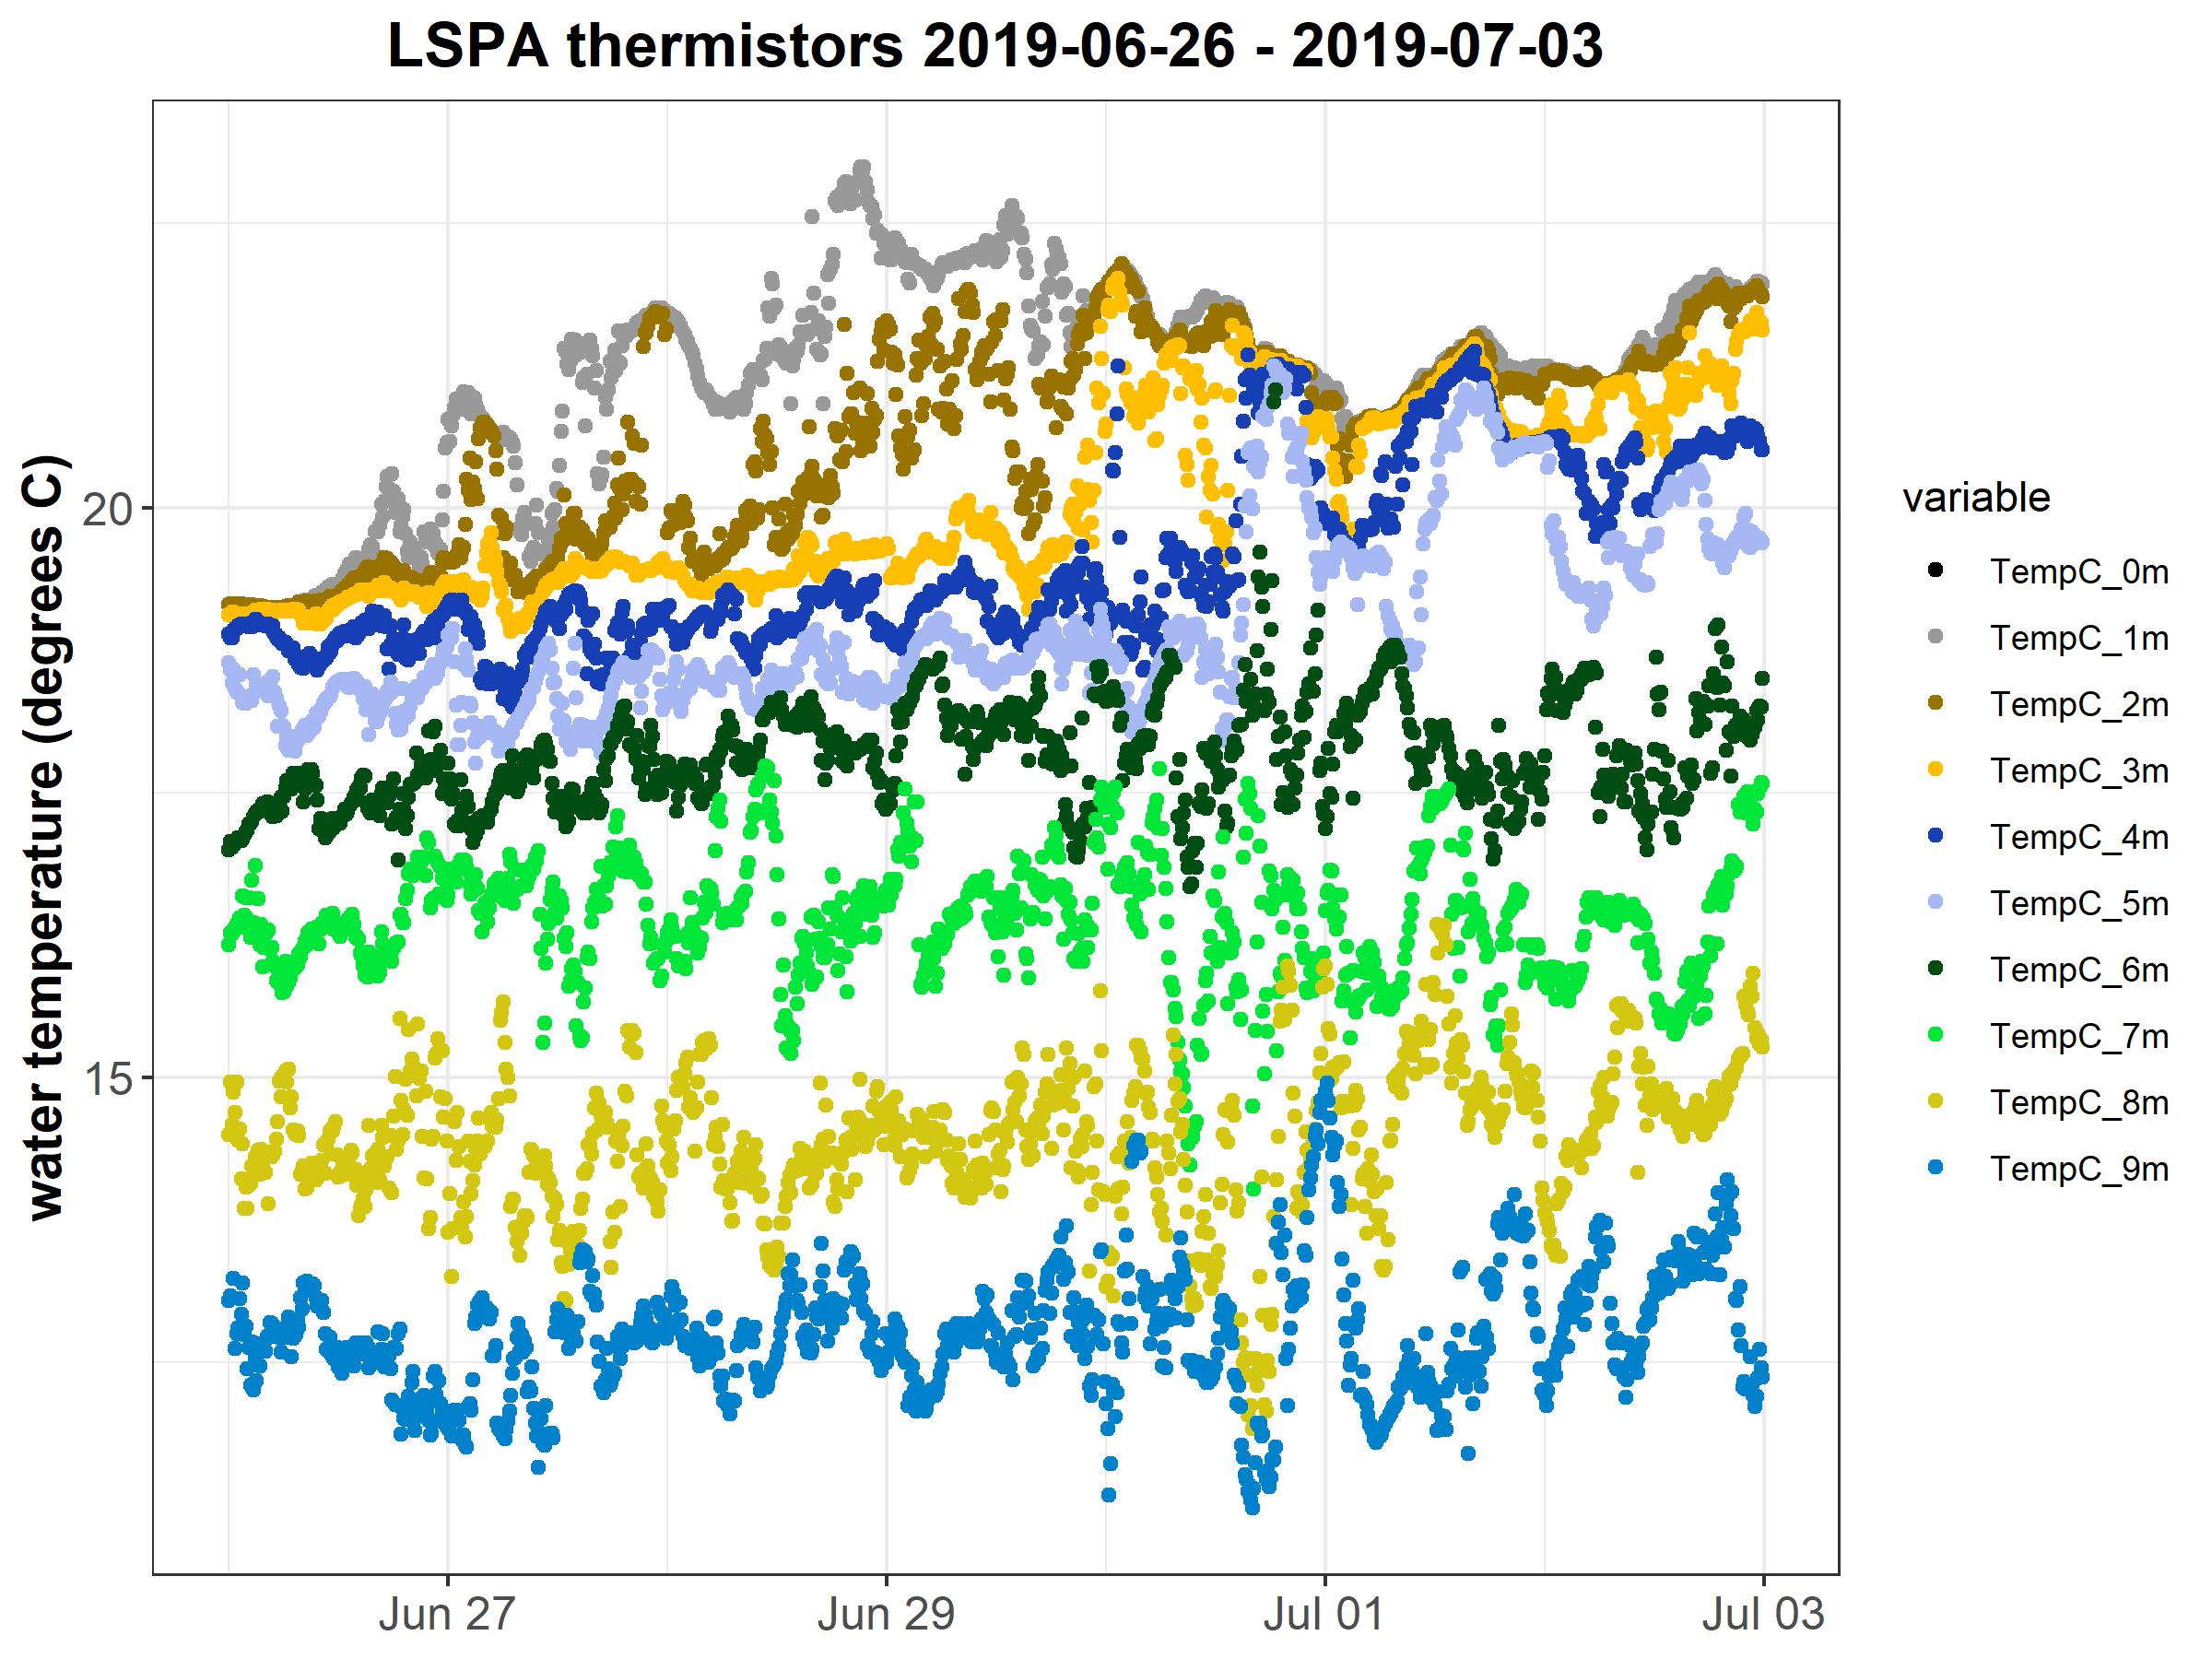 LSPA thermistors 2019-06-26 - 2019-07-03
water temperature (degrees C)
20
15
Jun 27
Jun 29
Jul 01
Jul 03
variable
TempC_0m
TempC_1m
TempC_2m
TempC_3m
TempC_4m
TempC_5m
TempC_6m
TempC_7m
TempC_8m
TempC_9m